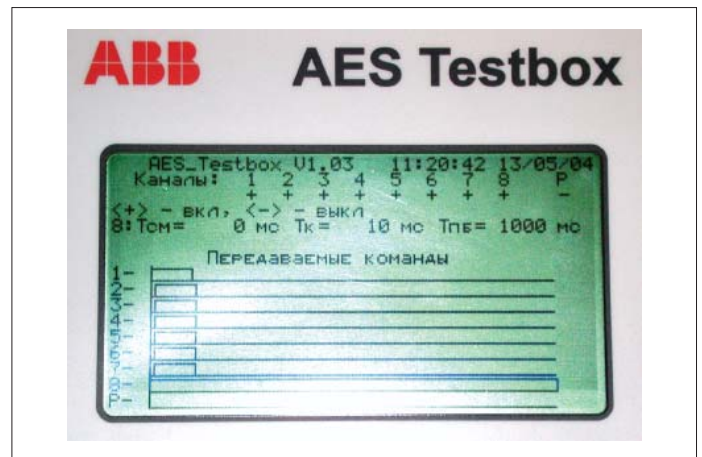 ABB AES Testbox
AES_Testbox V1.03 11:20:42 13/05/04
Каналы: 1 2 3 4 5 6 7 8 P
+ + + + + + + + -
<+> - вкл, <-> - выкл
8: Тсм= 0 мс Тк= 10 мс Тпб= 1000 мс
Передаваемые команды
1-
2-
3-
4-
5-
6-
7-
8-
P-